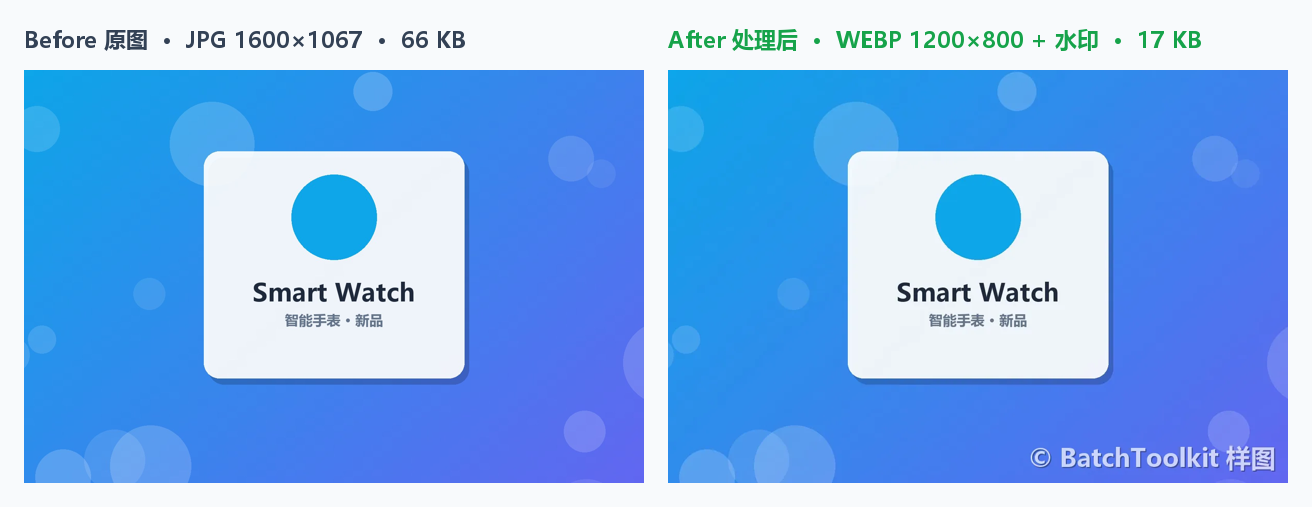 Before 原图 • JPG 1600×1067 • 66 KB
After 处理后 • WEBP 1200×800 + 水印 • 17 KB
Smart Watch
智能手表 • 新品
Smart Watch
智能手表 • 新品
© BatchToolkit 样图